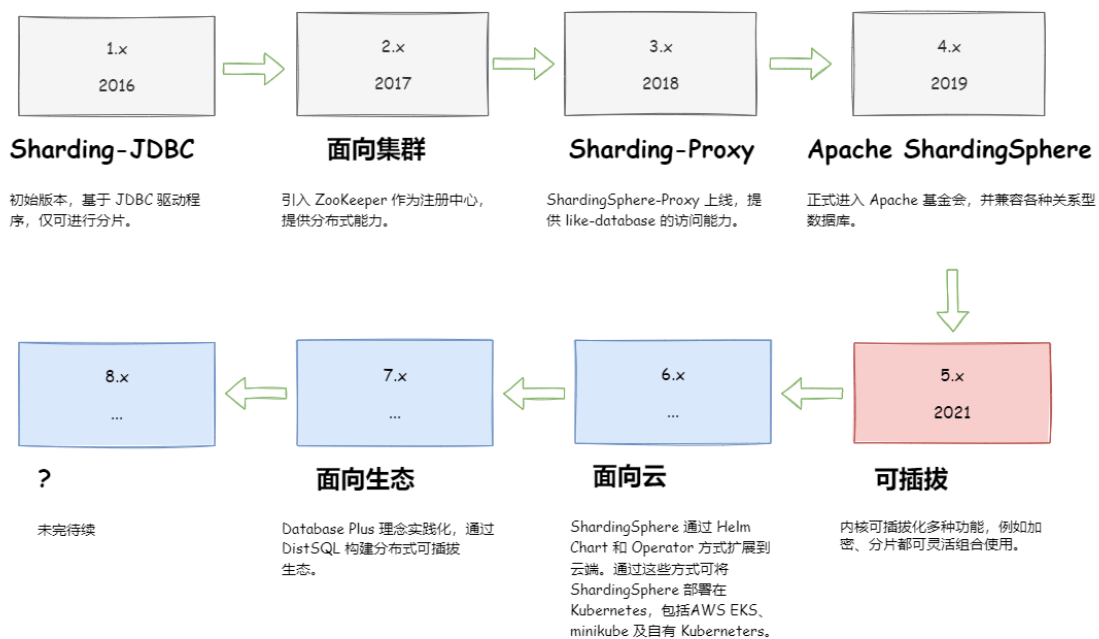 1.x
2016
2.x
2017
3.x
2018
4.x
2019
Sharding-JDBC
面向集群
Sharding-Proxy
Apache ShardingSphere
初始版本，基于 JDBC 驱动程
序，仅可进行分片。
引入 ZooKeeper 作为注册中心，
提供分布式能力。
ShardingSphere-Proxy 上线，提
供 like-database 的访问能力。
正式进入 Apache 基金会，并兼容各种关系型
数据库。
8.x
...
7.x
...
6.x
...
5.x
2021
?
面向生态
面向云
可插拔
未完待续
Database Plus 理念实践化，通过
DistSQL 构建分布式可插拔
生态。
ShardingSphere 通过 Helm
Chart 和 Operator 方式扩展到
云端。通过这些方式可将
ShardingSphere 部署在
Kubernetes，包括AWS EKS、
minikube 及自有 Kuberneters。
内核可插拔化多种功能，例如加
密、分片都可灵活组合使用。